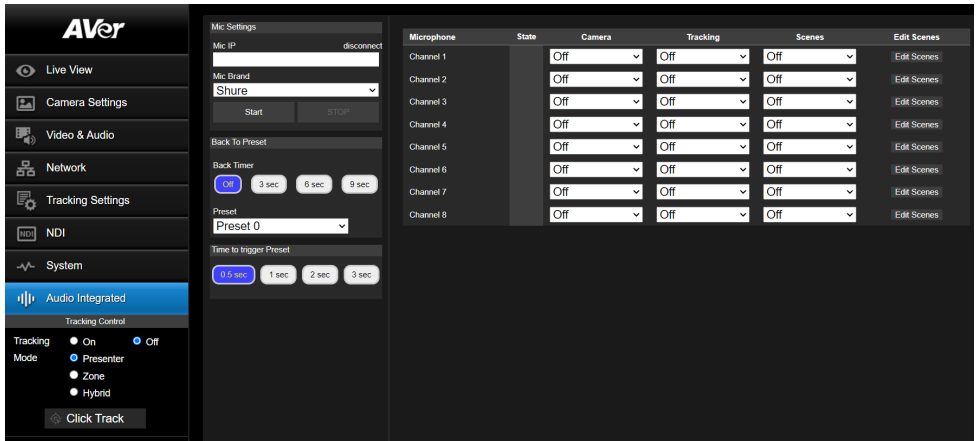 AVer
Live View
Camera Settings
Video & Audio
Network
Tracking Settings
NDI NDI
System
Audio Integrated
Tracking Control
Tracking On Off
Mode Presenter
Zone
Hybrid
Click Track
Mic Settings
Mic IP disconnect
Mic Brand
Shure
Start STOP
Back To Preset
Back Timer
Off 3 sec 6 sec 9 sec
Preset
Preset 0
Time to trigger Preset
0.5 sec 1 sec 2 sec 3 sec
Microphone State Camera Tracking Scenes Edit Scenes
Channel 1 Off Off Off Edit Scenes
Channel 2 Off Off Off Edit Scenes
Channel 3 Off Off Off Edit Scenes
Channel 4 Off Off Off Edit Scenes
Channel 5 Off Off Off Edit Scenes
Channel 6 Off Off Off Edit Scenes
Channel 7 Off Off Off Edit Scenes
Channel 8 Off Off Off Edit Scenes